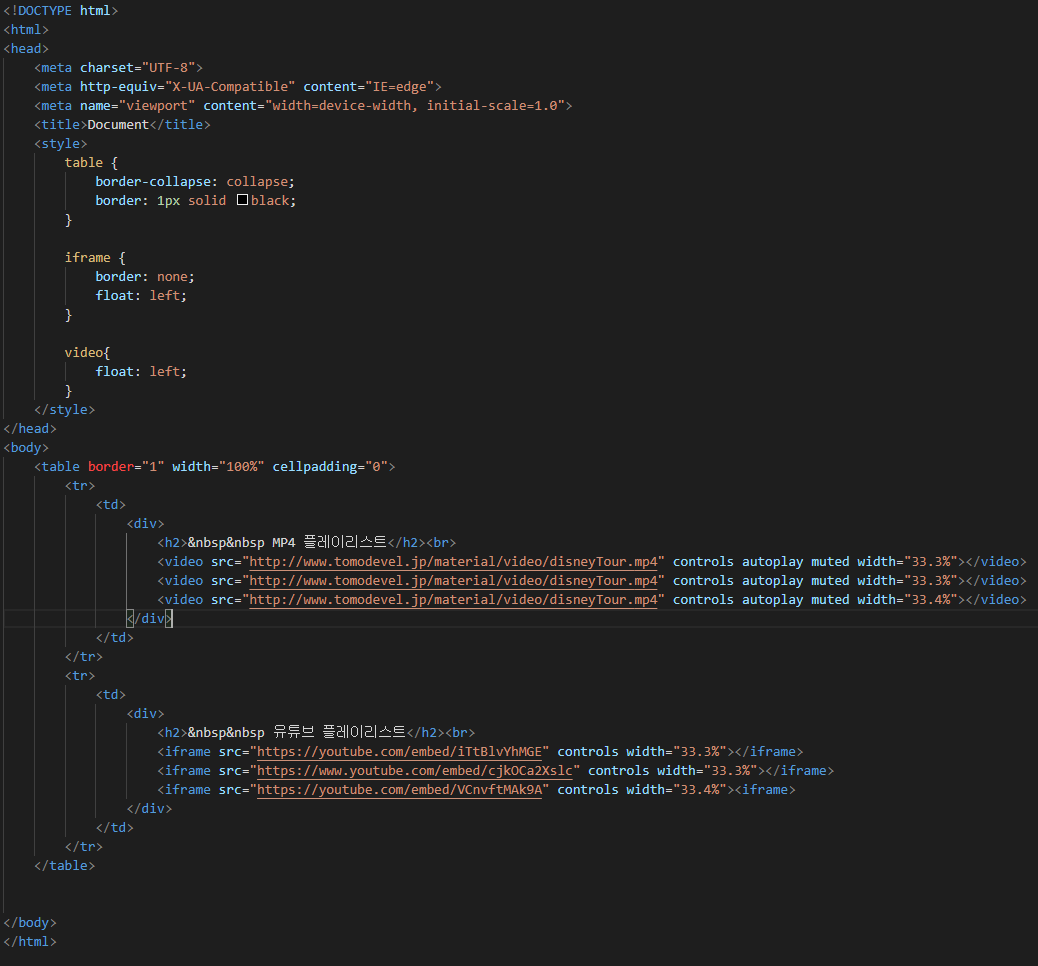 <!DOCTYPE html>
<html>
<head>
    <meta charset="UTF-8">
    <meta http-equiv="X-UA-Compatible" content="IE=edge">
    <meta name="viewport" content="width=device-width, initial-scale=1.0">
    <title>Document</title>
    <style>
        table {
            border-collapse: collapse;
            border: 1px solid black;
        }

        iframe {
            border: none;
            float: left;
        }

        video{
            float: left;
        }
    </style>
</head>
<body>
    <table border="1" width="100%" cellpadding="0">
        <tr>
            <td>
                <div>
                    <h2>&nbsp&nbsp MP4 플레이리스트</h2><br>
                    <video src="http://www.tomodevel.jp/material/video/disneyTour.mp4" controls autoplay muted width="33.3%"></video>
                    <video src="http://www.tomodevel.jp/material/video/disneyTour.mp4" controls autoplay muted width="33.3%"></video>
                    <video src="http://www.tomodevel.jp/material/video/disneyTour.mp4" controls autoplay muted width="33.4%"></video>
                </div>
            </td>
        </tr>
        <tr>
            <td>
                <div>
                    <h2>&nbsp&nbsp 유튜브 플레이리스트</h2><br>
                    <iframe src="https://youtube.com/embed/iTtBlvYhMGE" controls width="33.3%"></iframe>
                    <iframe src="https://www.youtube.com/embed/cjkOCa2Xslc" controls width="33.3%"></iframe>
                    <iframe src="https://youtube.com/embed/VCnvftMAk9A" controls width="33.4%"><iframe>
                </div>
            </td>
        </tr>
    </table>


</body>
</html>